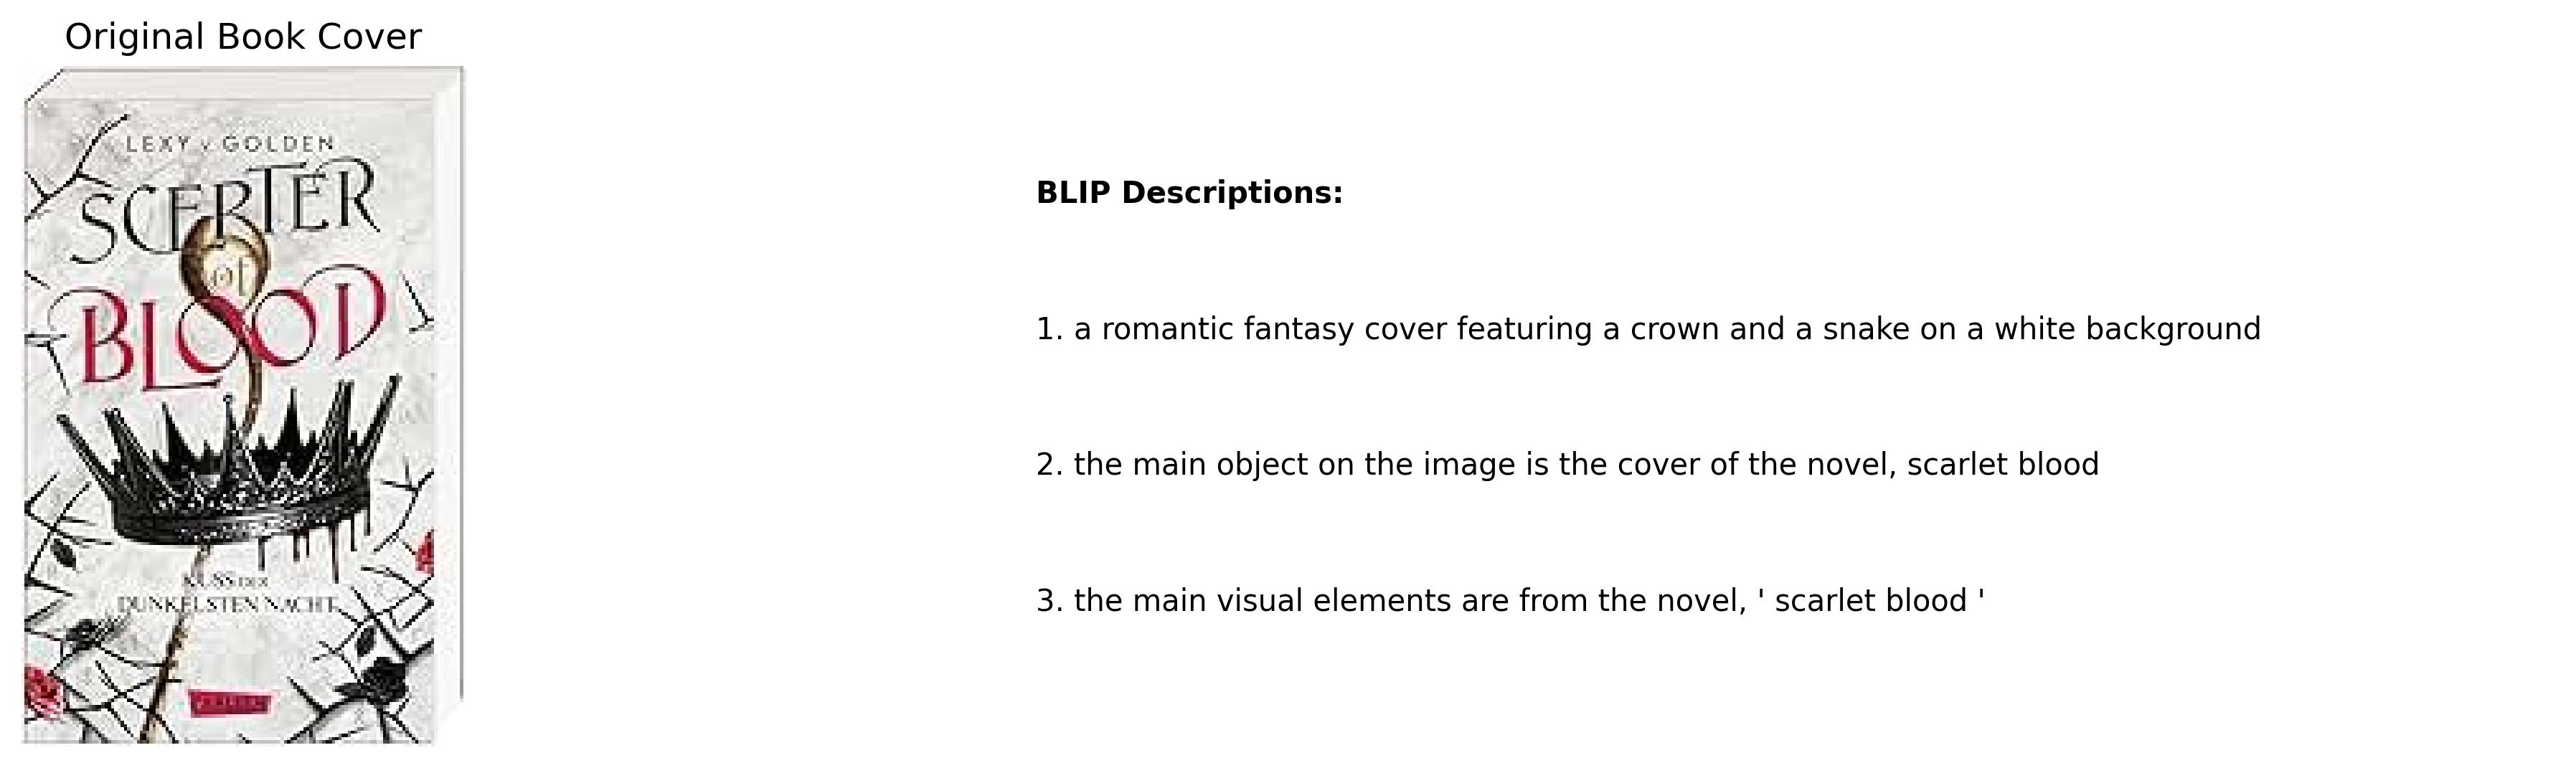 Original Book Cover
LEXY v. GOLDEN
SCEPTER
of
BLOOD
KUSS DER
DUNKELSTEN NACHT
BLIP Descriptions:
1. a romantic fantasy cover featuring a crown and a snake on a white background
2. the main object on the image is the cover of the novel, scarlet blood
3. the main visual elements are from the novel, ' scarlet blood '